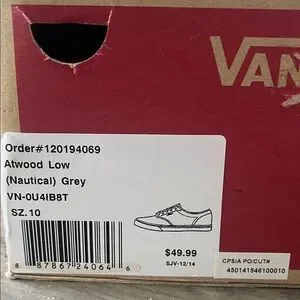 VAN
Order#120194069
Atwood Low
(Nautical) Grey
VN-0U4IB8T
SZ.10
$49.99
SJV-12/14
8 87867 24064 6
CPSIA PO/CUT#
450141546100010